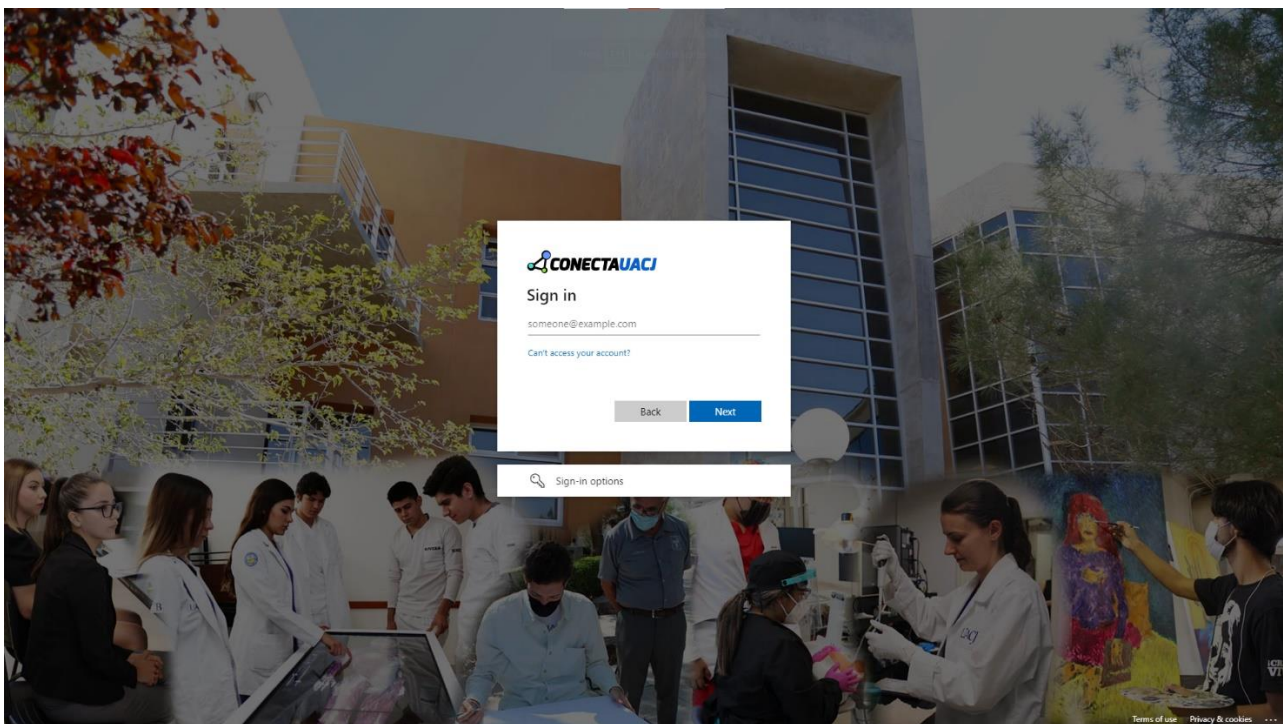 CONECTAUACJ
Sign in
someone@example.com
Can't access your account?
Back
Next
Sign-in options
UACJ
Terms of use
Privacy & cookies
...